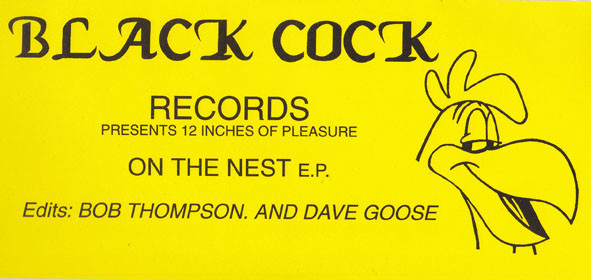 BLACK COCK
RECORDS
PRESENTS 12 INCHES OF PLEASURE
ON THE NEST E.P.
Edits: BOB THOMPSON. AND DAVE GOOSE